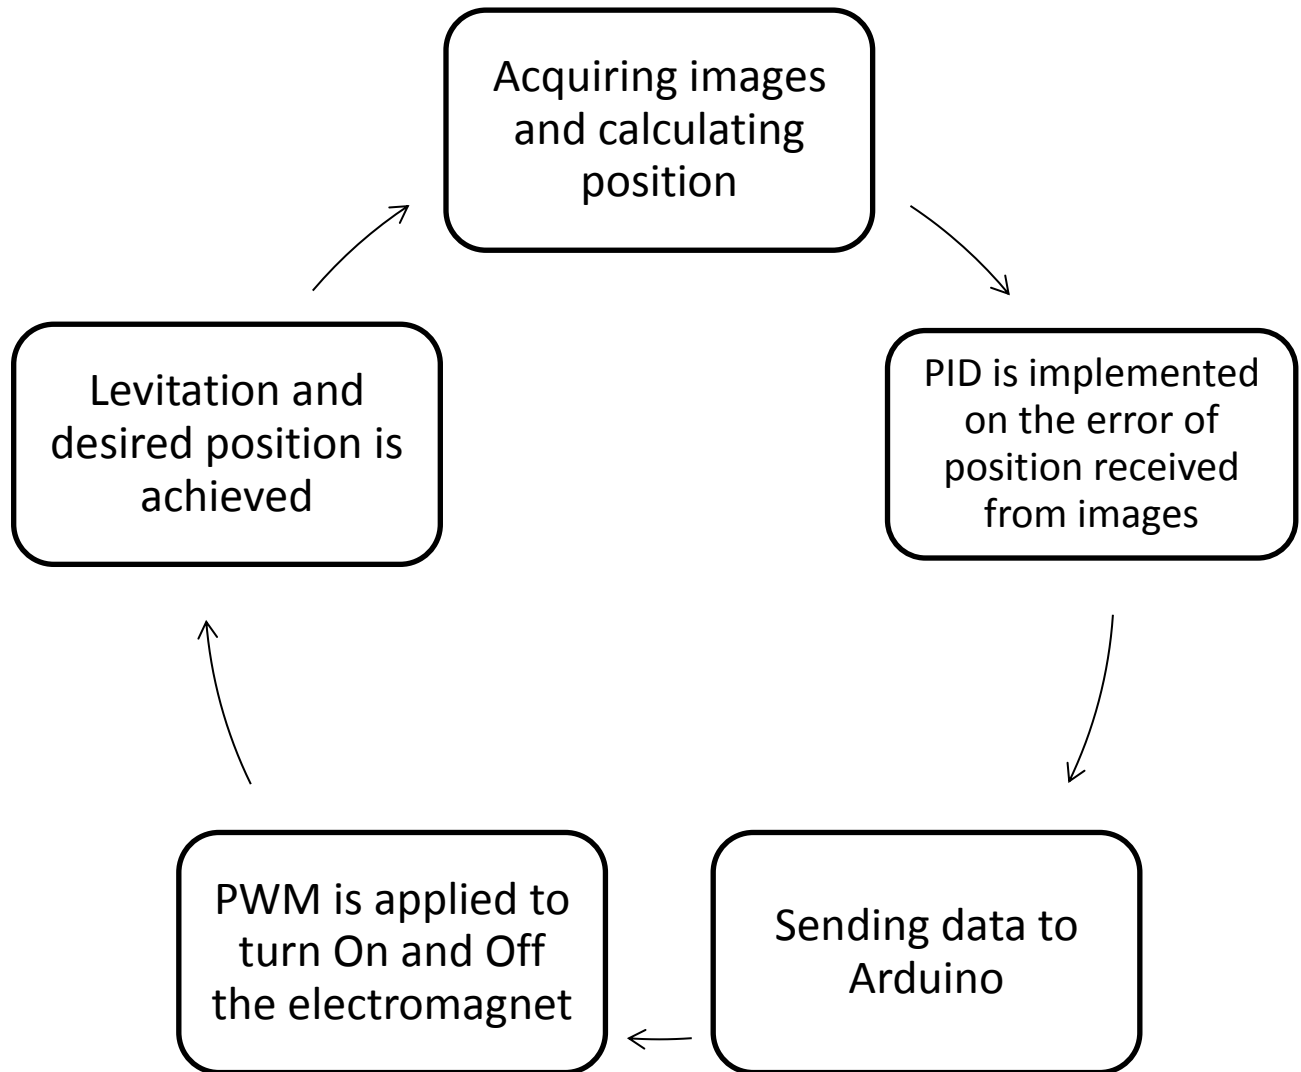 Acquiring images
and calculating
position
PID is implemented
on the error of
position received
from images
Sending data to
Arduino
PWM is applied to
turn On and Off
the electromagnet
Levitation and
desired position is
achieved